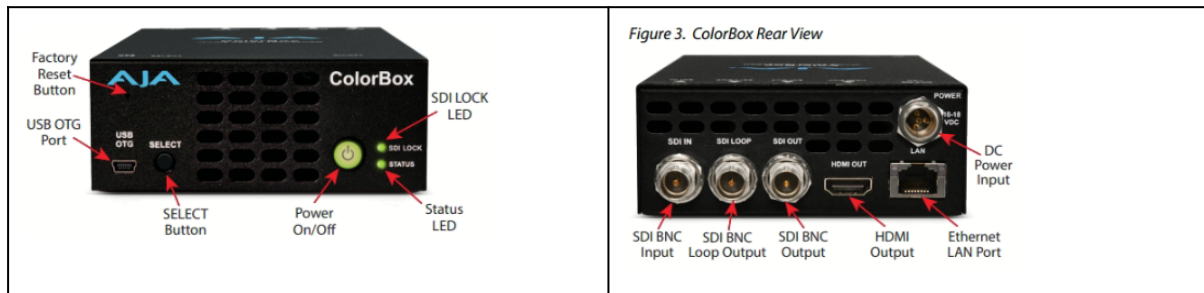 Factory
Reset
Button
USB OTG
Port
AJA
ColorBox
USB
OTG
SELECT
SDI LOCK
STATUS
SDI LOCK
LED
SELECT
Button
Power
On/Off
Status
LED
Figure 3. ColorBox Rear View
POWER
10-18
VDC
SDI IN
SDI LOOP
SDI OUT
HDMI OUT
LAN
DC
Power
Input
SDI BNC
Input
SDI BNC
Loop Output
SDI BNC
Output
HDMI
Output
Ethernet
LAN Port